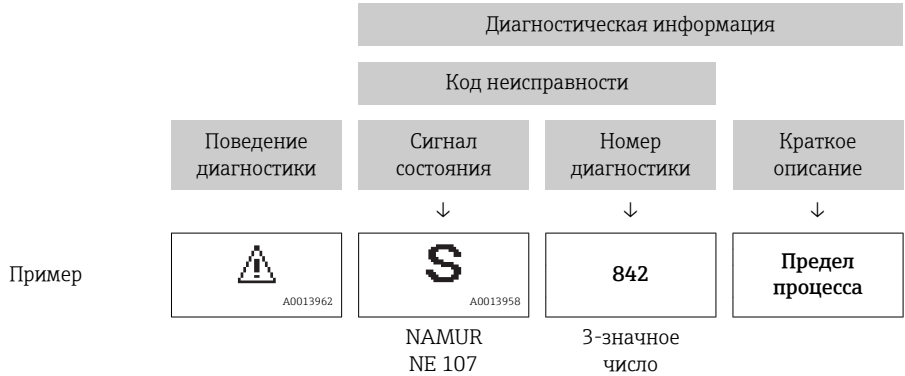 Диагностическая информация
Код неисправности
Поведение
диагностики
Сигнал
состояния
Номер
диагностики
Краткое
описание
↓ ↓ ↓
Пример
A0013962
S
A0013958
842
Предел
процесса
NAMUR
NE 107
3-значное
число